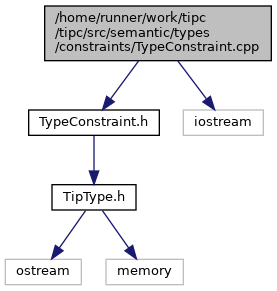 /home/runner/work/tipc
/tipc/src/semantic/types
/constraints/TypeConstraint.cpp
TypeConstraint.h
iostream
TipType.h
ostream
memory